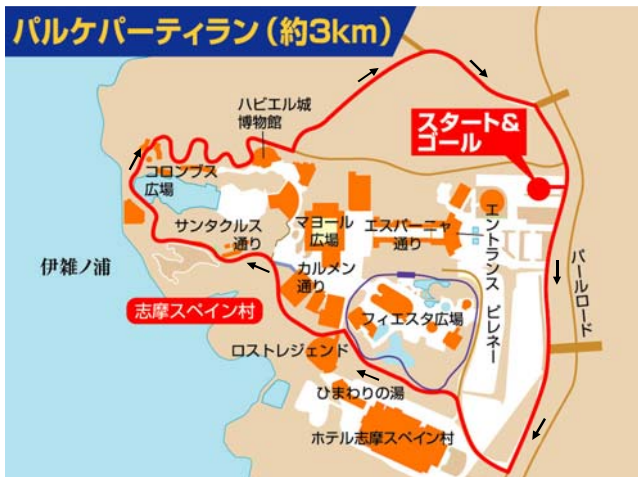 パルケパーティラン(約3km)
ハビエル城
博物館
スタート&
ゴール
コロンブス
広場
サンタクルス
通り
マヨール
広場
エスパーニャ
通り
エントランス ピレネー
パールロード
伊雑ノ浦
カルメン
通り
志摩スペイン村
フィエスタ広場
ロストレジェンド
ひまわりの湯
ホテル志摩スペイン村